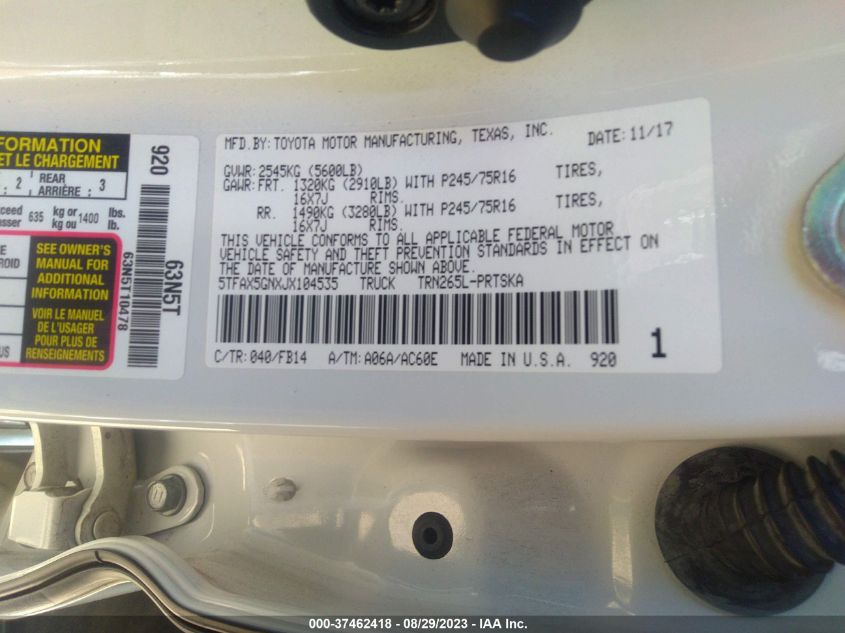 FORMATION
ET LE CHARGEMENT
: 2 REAR
ARRIÈRE : 3
xceed 635 kg or 1400 lbs.
asser kg ou lb.
SEE OWNER'S
MANUAL FOR
ADDITIONAL
INFORMATION
VOIR LE MANUEL
DE L'USAGER
POUR PLUS DE
RENSEIGNEMENTS
920
63N5T
63N5T10478
MFD.BY: TOYOTA MOTOR MANUFACTURING, TEXAS, INC. DATE: 11/17
GVWR: 2545KG (5600LB)
GAWR: FRT. 1320KG (2910LB) WITH P245/75R16 TIRES,
16X7J RIMS.
RR. 1490KG (3280LB) WITH P245/75R16 TIRES,
16X7J RIMS.
THIS VEHICLE CONFORMS TO ALL APPLICABLE FEDERAL MOTOR
VEHICLE SAFETY AND THEFT PREVENTION STANDARDS IN EFFECT ON
THE DATE OF MANUFACTURE SHOWN ABOVE.
5TFAX5GNXJX104535 TRUCK TRN265L-PRTSKA
C/TR: 040/FB14 A/TM: A06A/AC60E MADE IN U.S.A. 920
1
000-37462418 - 08/29/2023 - IAA Inc.